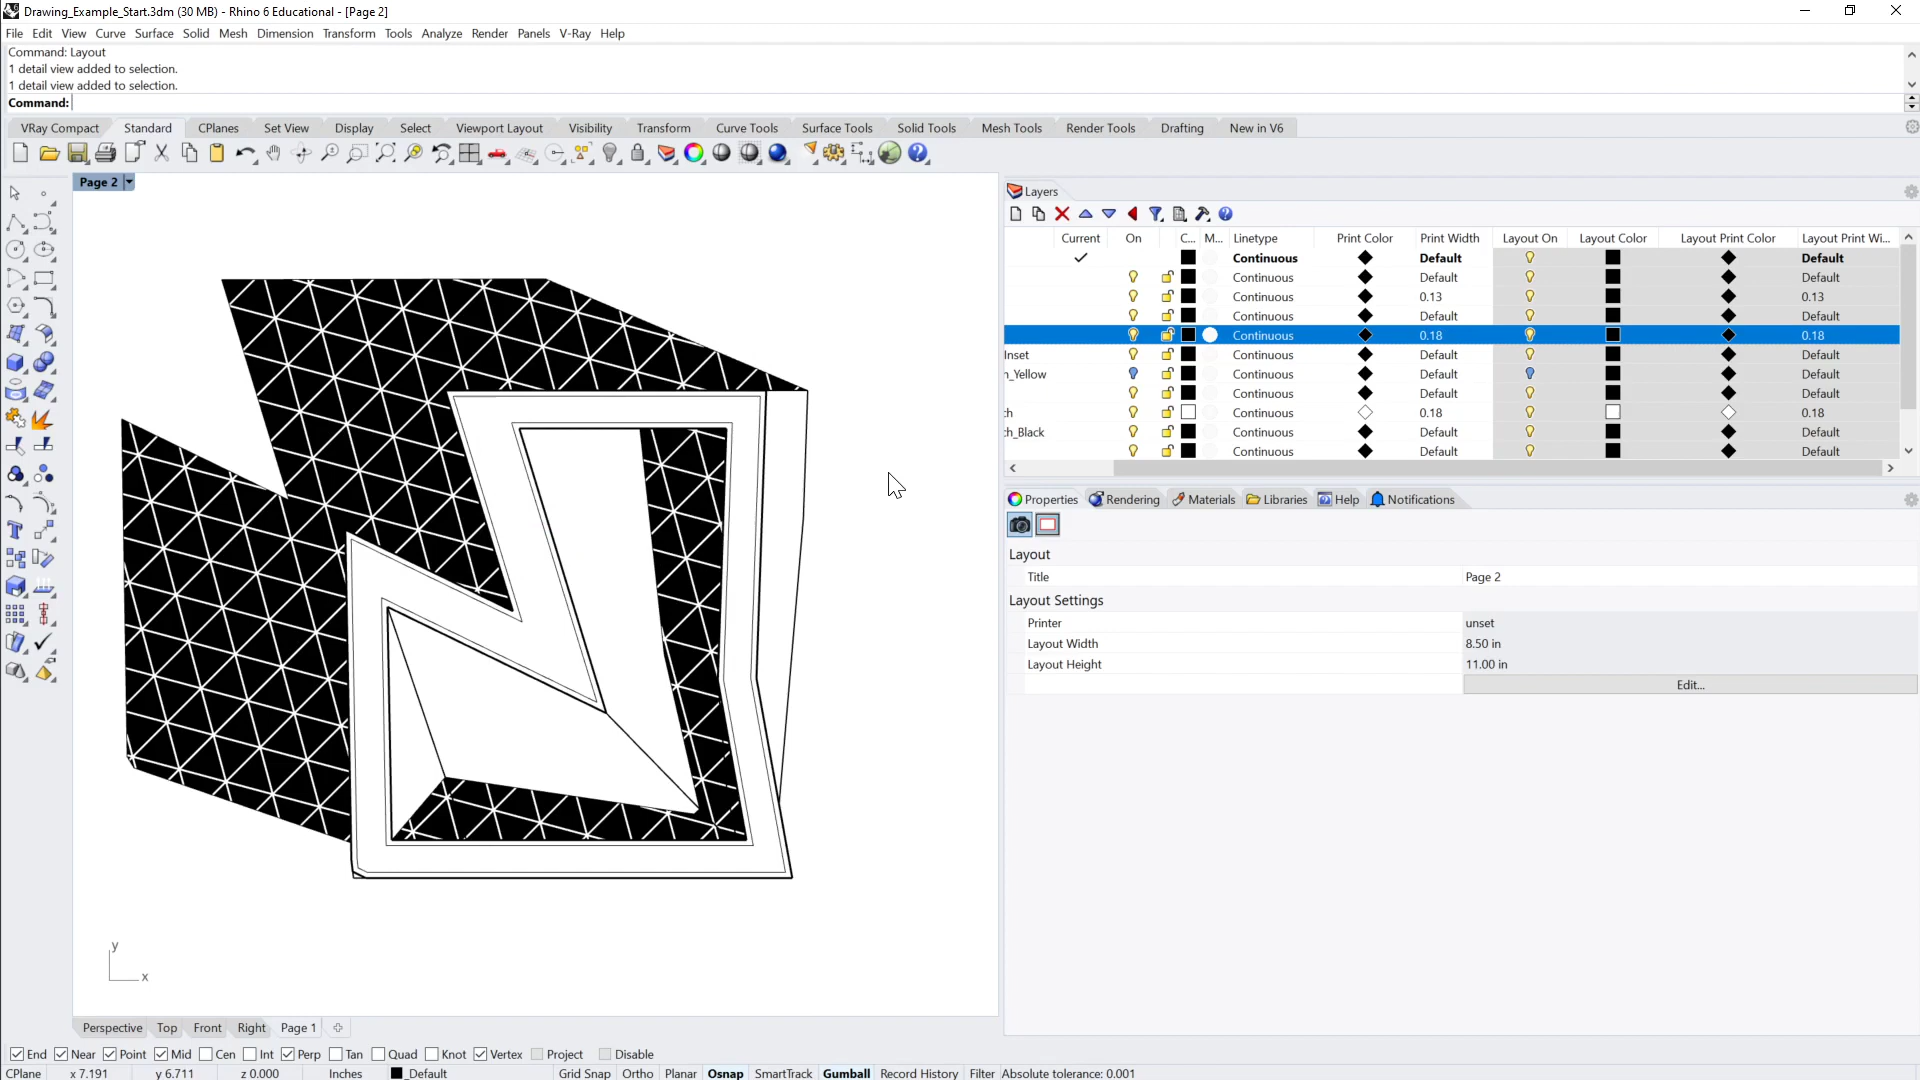 Drawing_Example_Start.3dm (30 MB) - Rhino 6 Educational - [Page 2]
File Edit View Curve Surface Solid Mesh Dimension Transform Tools Analyze Render Panels V-Ray Help
Command: Layout
1 detail view added to selection.
1 detail view added to selection.
Command:
VRay Compact Standard CPlanes Set View Display Select Viewport Layout Visibility Transform Curve Tools Surface Tools Solid Tools Mesh Tools Render Tools Drafting New in V6
Page 2
Layers
Current On C... M... Linetype Print Color Print Width Layout On Layout Color Layout Print Color Layout Print Wi...
Continuous Default Default
Continuous Default Default
Continuous 0.13 0.13
Continuous Default Default
Continuous 0.18 0.18
Inset Continuous Default Default
n_Yellow Continuous Default Default
Continuous Default Default
ch Continuous 0.18 0.18
ch_Black Continuous Default Default
Continuous Default Default
Properties Rendering Materials Libraries Help Notifications
Layout
Title Page 2
Layout Settings
Printer unset
Layout Width 8.50 in
Layout Height 11.00 in
Edit...
y
x
Perspective Top Front Right Page 1
End Near Point Mid Cen Int Perp Tan Quad Knot Vertex Project Disable
CPlane x 7.191 y 6.711 z 0.000 Inches _Default Grid Snap Ortho Planar Osnap SmartTrack Gumball Record History Filter Absolute tolerance: 0.001